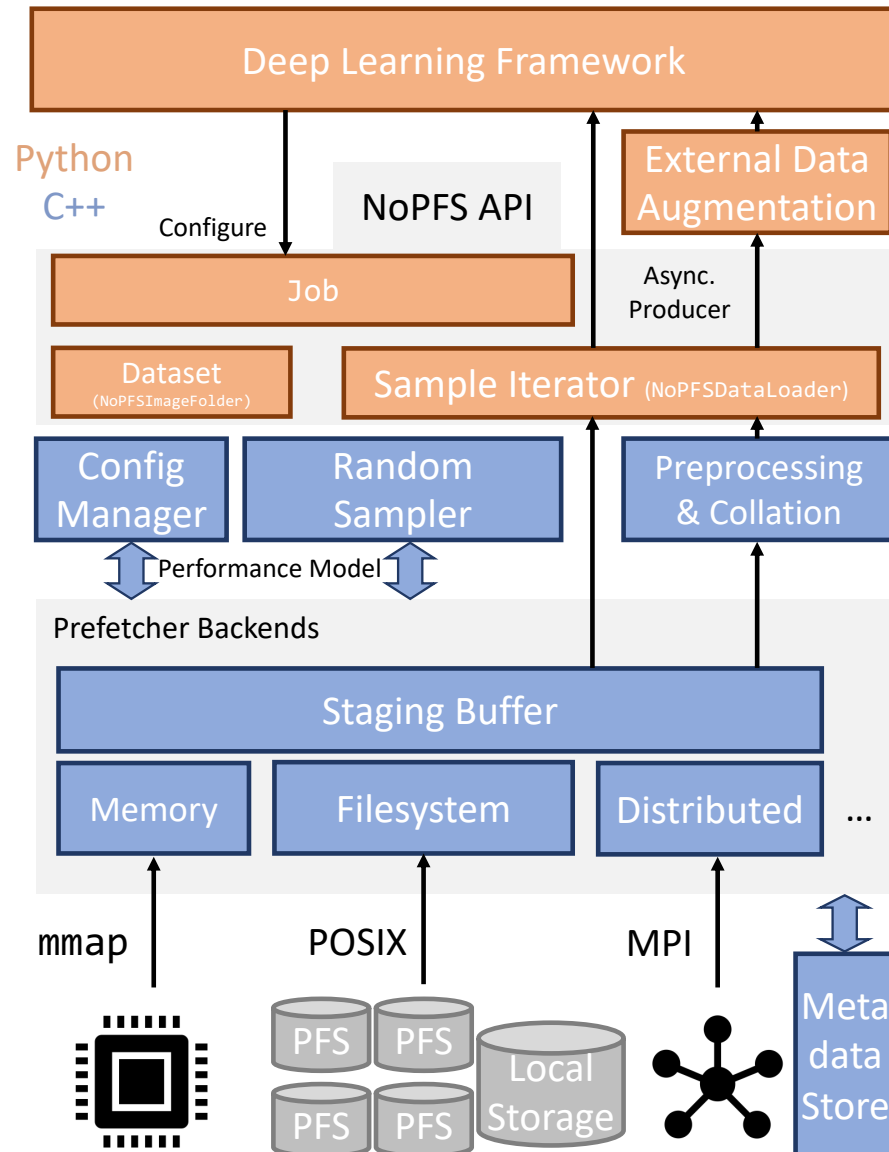 Deep Learning Framework
Python
C++
External Data
Augmentation
NoPFS API
Configure
Job
Async.
Producer
Dataset
(NoPFSImageFolder)
Sample Iterator (NoPFSDataLoader)
Config
Manager
Random
Sampler
Preprocessing
& Collation
Performance Model
Prefetcher Backends
Staging Buffer
Memory
Filesystem
Distributed
...
mmap
POSIX
MPI
PFS
PFS
PFS
PFS
Local
Storage
Meta
data
Store